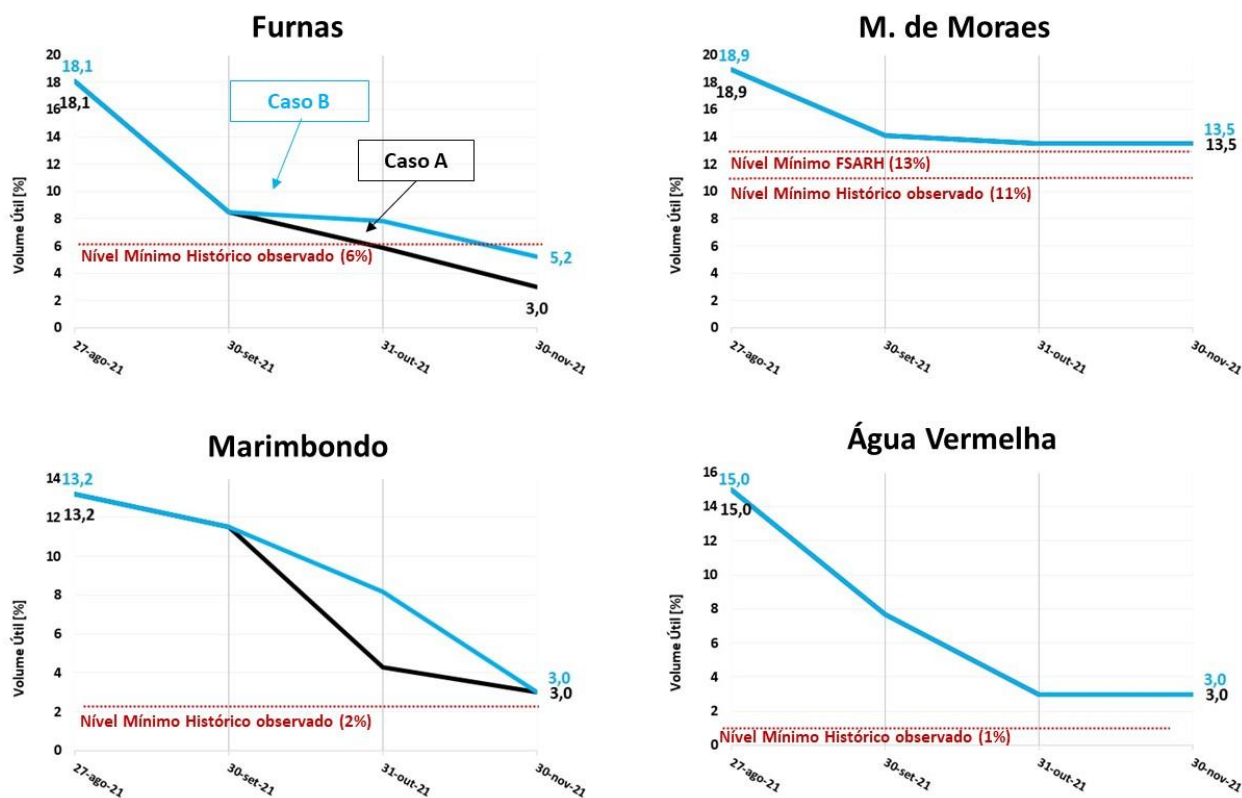 Furnas
Volume Útil [%]
20
18
16
14
12
10
8
6
4
2
0
18,1
18,1
Caso B
Caso A
Nível Mínimo Histórico observado (6%)
5,2
3,0
27-ago-21
30-set-21
31-out-21
30-nov-21
M. de Moraes
Volume Útil [%]
20
18
16
14
12
10
8
6
4
2
0
18,9
18,9
13,5
13,5
Nível Mínimo FSARH (13%)
Nível Mínimo Histórico observado (11%)
27-ago-21
30-set-21
31-out-21
30-nov-21
Marimbondo
Volume Útil [%]
14
12
10
8
6
4
2
0
13,2
13,2
3,0
3,0
Nível Mínimo Histórico observado (2%)
27-ago-21
30-set-21
31-out-21
30-nov-21
Água Vermelha
Volume Útil [%]
16
14
12
10
8
6
4
2
0
15,0
15,0
3,0
3,0
Nível Mínimo Histórico observado (1%)
27-ago-21
30-set-21
31-out-21
30-nov-21